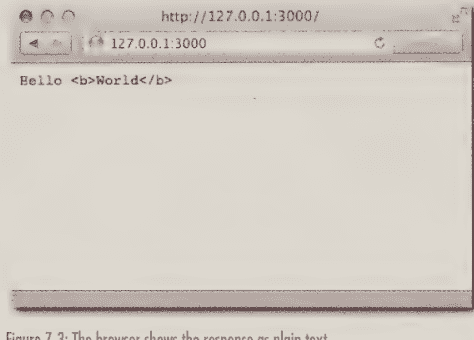 http://127.0.0.1:3000/
127.0.0.1:3000
Hello <b>World</b>
Figure 7-3: The browser shows the response as plain text